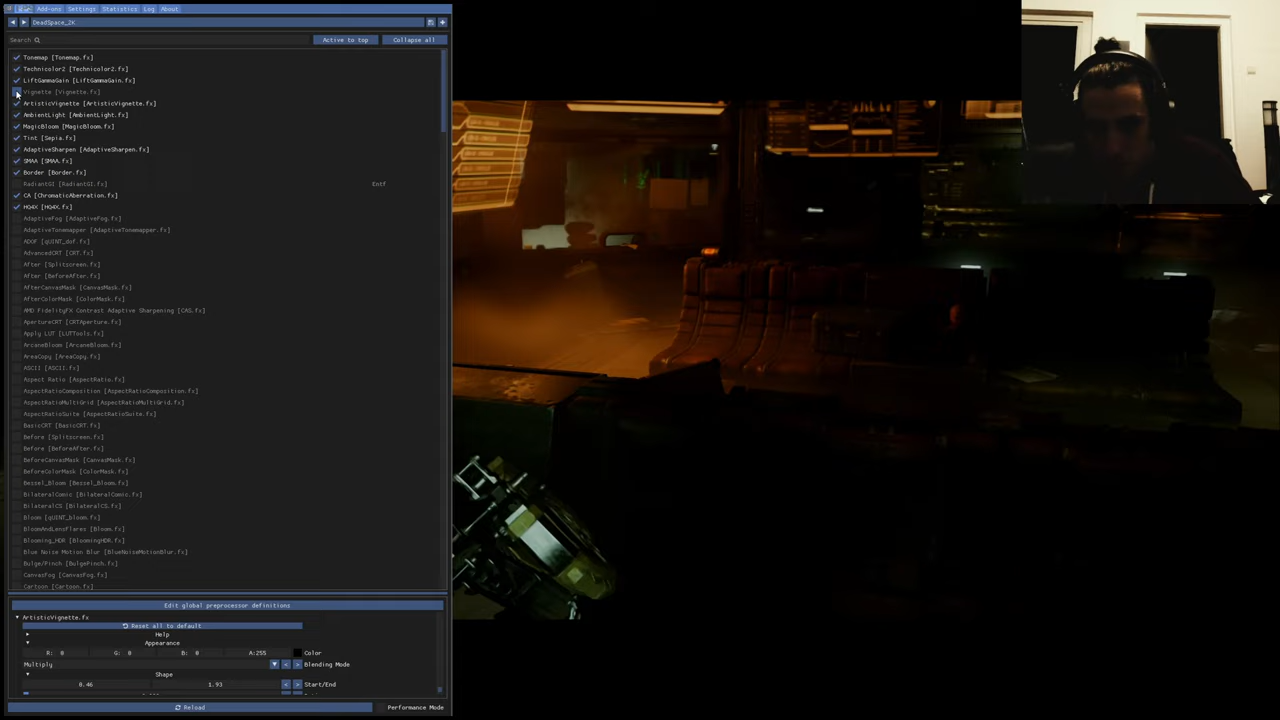 Add-ons Settings Statistics Log About
DeadSpace_2K
Search
Active to top
Collapse all
Tonemap [Tonemap.fx]
Technicolor2 [Technicolor2.fx]
LiftGammaGain [LiftGammaGain.fx]
Vignette [Vignette.fx]
ArtisticVignette [ArtisticVignette.fx]
AmbientLight [AmbientLight.fx]
MagicBloom [MagicBloom.fx]
Tint [Sepia.fx]
AdaptiveSharpen [AdaptiveSharpen.fx]
SMAA [SMAA.fx]
Border [Border.fx]
RadiantGI [RadiantGI.fx] Entf
CA [ChromaticAberration.fx]
HQ4X [HQ4X.fx]
AdaptiveFog [AdaptiveFog.fx]
AdaptiveTonemapper [AdaptiveTonemapper.fx]
ADOF [qUINT_dof.fx]
AdvancedCRT [CRT.fx]
After [Splitscreen.fx]
After [BeforeAfter.fx]
AfterCanvasMask [CanvasMask.fx]
AfterColorMask [ColorMask.fx]
AMD FidelityFX Contrast Adaptive Sharpening [CAS.fx]
ApertureCRT [CRTAperture.fx]
Apply LUT [LUTTools.fx]
ArcaneBloom [ArcaneBloom.fx]
AreaCopy [AreaCopy.fx]
ASCII [ASCII.fx]
Aspect Ratio [AspectRatio.fx]
AspectRatioComposition [AspectRatioComposition.fx]
AspectRatioMultiGrid [AspectRatioMultiGrid.fx]
AspectRatioSuite [AspectRatioSuite.fx]
BasicCRT [BasicCRT.fx]
Before [Splitscreen.fx]
Before [BeforeAfter.fx]
BeforeCanvasMask [CanvasMask.fx]
BeforeColorMask [ColorMask.fx]
Bessel_Bloom [Bessel_Bloom.fx]
BilateralComic [BilateralComic.fx]
BilateralCS [BilateralCS.fx]
Bloom [qUINT_bloom.fx]
BloomAndLensFlares [Bloom.fx]
Blooming_HDR [BloomingHDR.fx]
Blue Noise Motion Blur [BlueNoiseMotionBlur.fx]
Bulge/Pinch [BulgePinch.fx]
CanvasFog [CanvasFog.fx]
Cartoon [Cartoon.fx]
Edit global preprocessor definitions
ArtisticVignette.fx
Reset all to default
Help
Appearance
R: 0 G: 0 B: 0 A:255 Color
Multiply < > Blending Mode
Shape
0.46 1.93 < > Start/End
Reload
Performance Mode